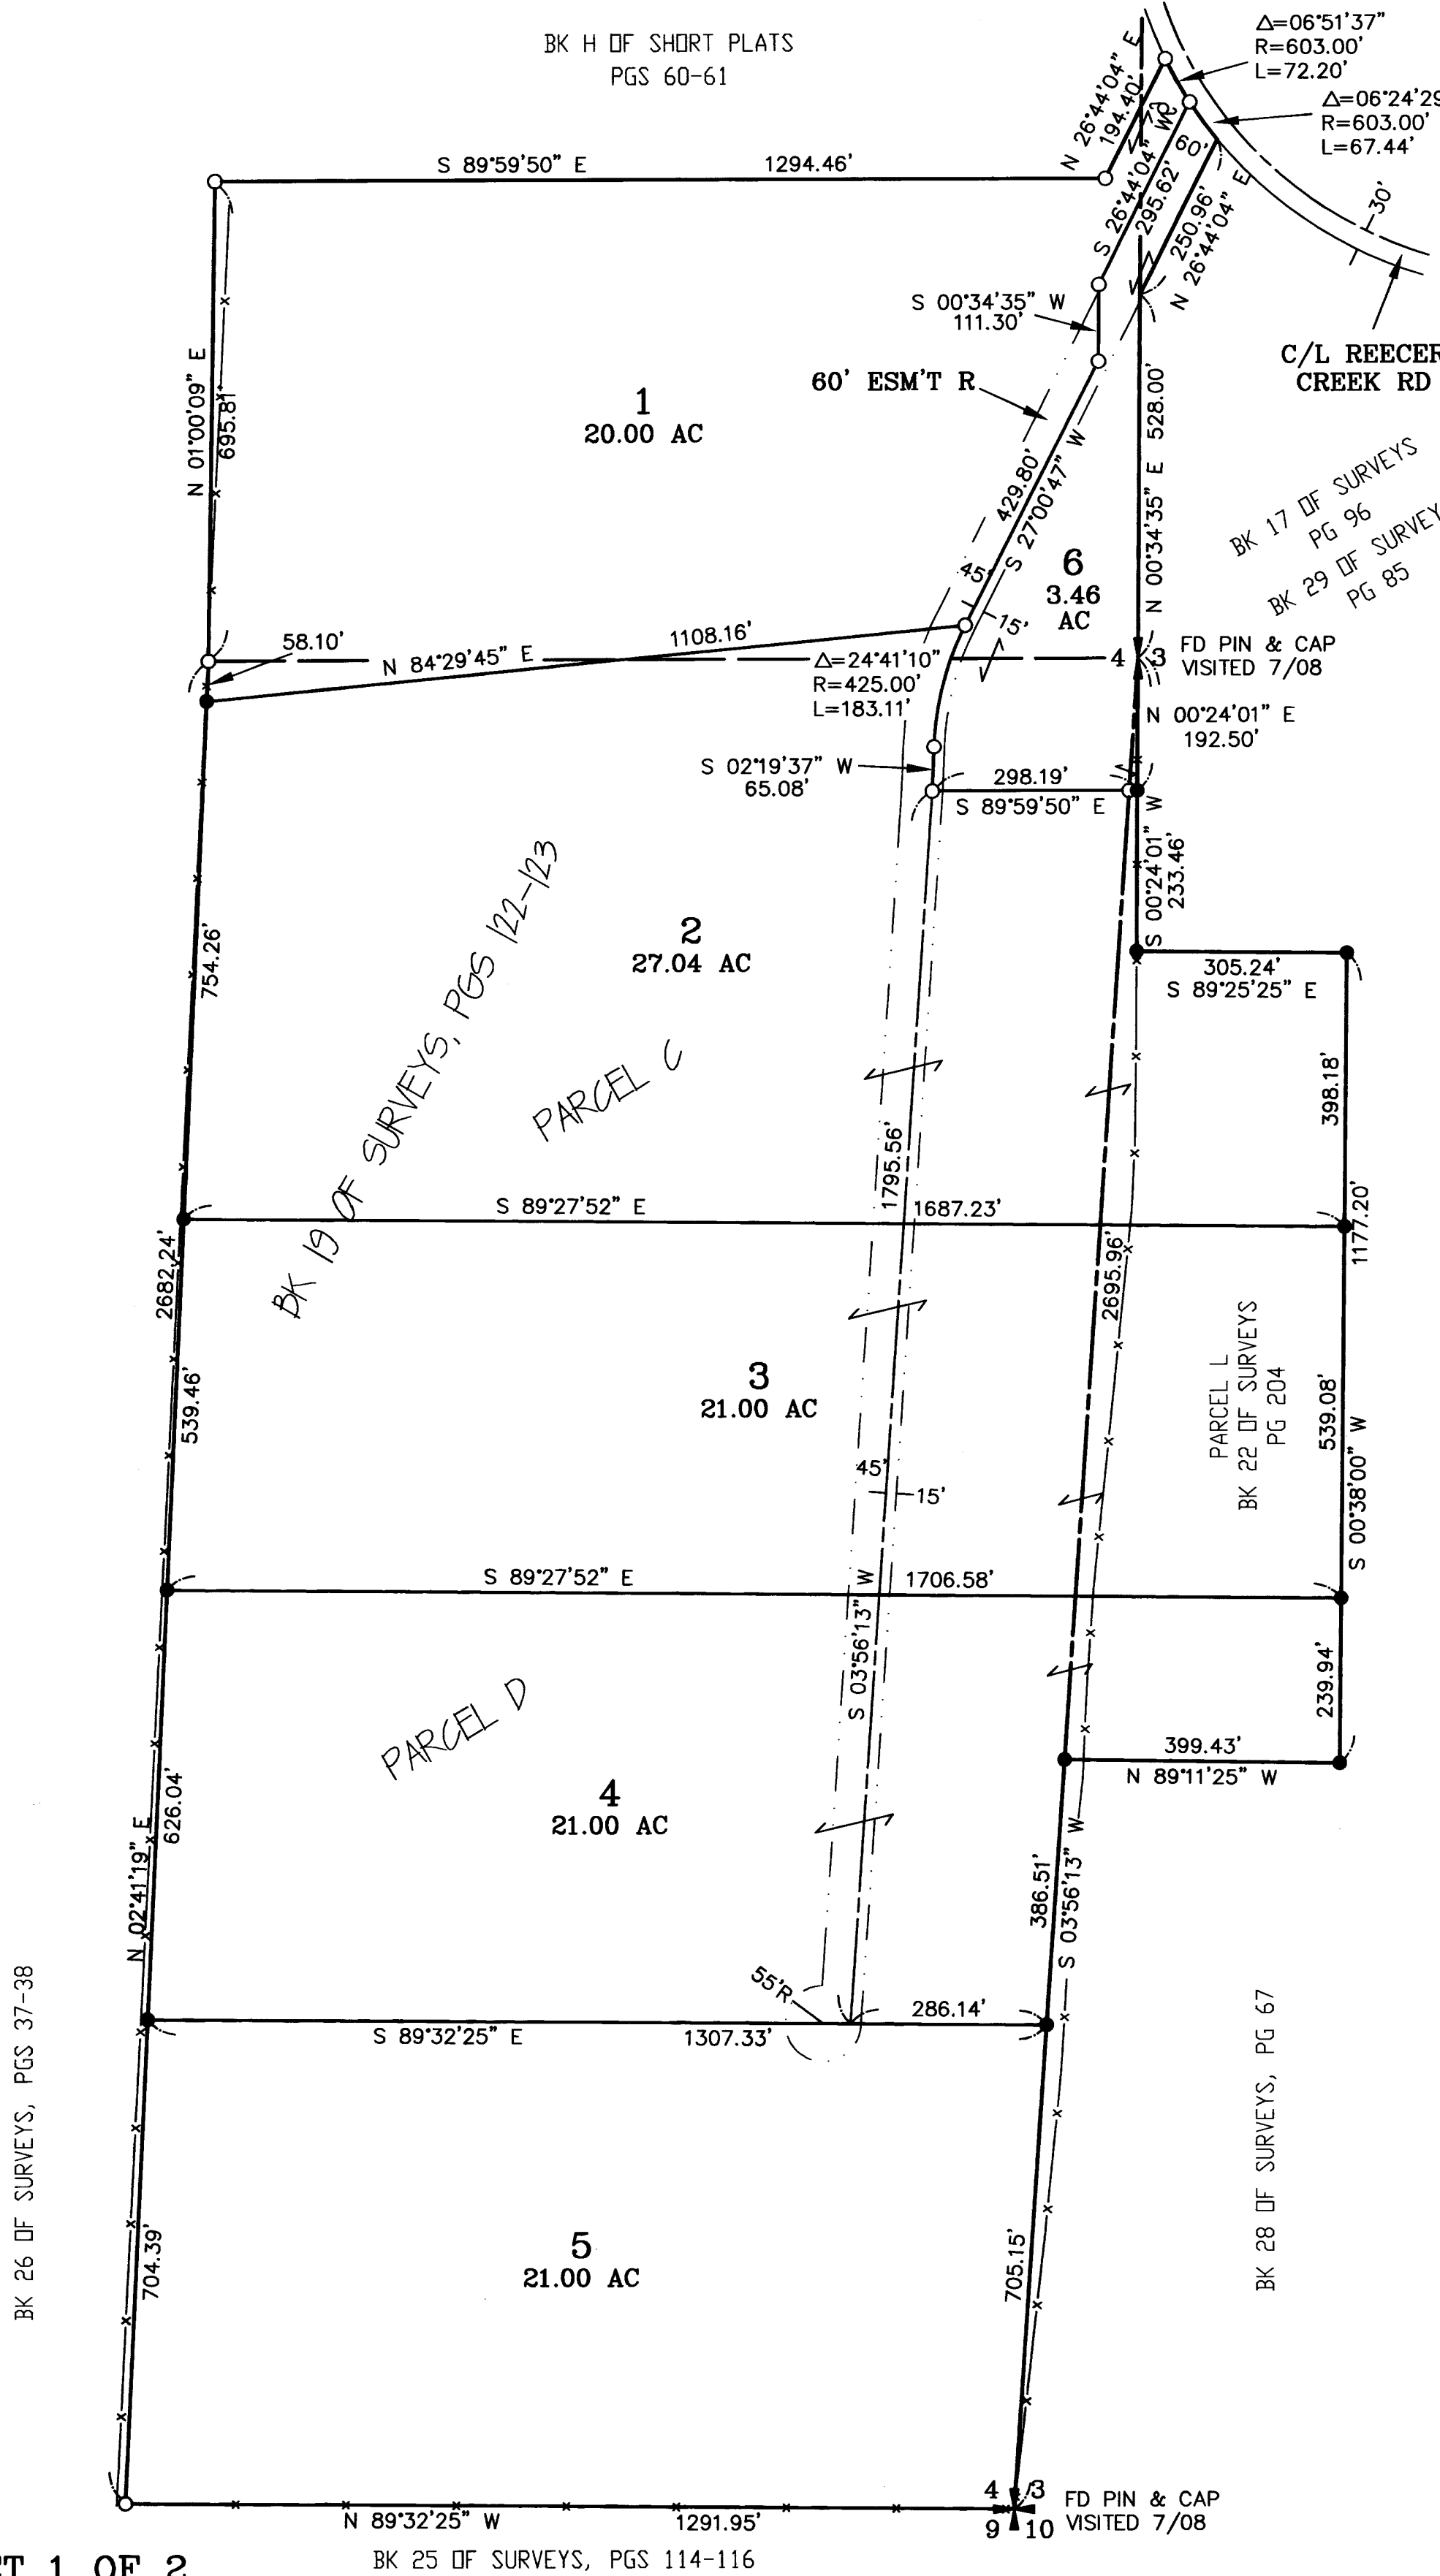 BK H OF SHORT PLATS
PGS 60-61
Δ=06°51'37"
R=603.00'
L=72.20'
Δ=06°24'29
R=603.00'
L=67.44'
N 26°44'04" E
194.40'
S 89°59'50" E
1294.46'
60'
S 26°44'04" W
295.62'
250.96'
N 26°44'04" E
30'
C/L REECER
CREEK RD
S 00°34'35" W
111.30'
60' ESM'T R
N 01°00'09" E
695.81'
1
20.00 AC
N 00°34'35" E 528.00'
BK 17 OF SURVEYS
PG 96
BK 29 OF SURVEY
PG 85
429.80'
S 27°00'47" W
45'
15'
6
3.46
AC
58.10'
N 84°29'45" E
1108.16'
Δ=24°41'10"
R=425.00'
L=183.11'
4 3
FD PIN & CAP
VISITED 7/08
N 00°24'01" E
192.50'
S 02°19'37" W
65.08'
298.19'
S 89°59'50" E
S 00°24'01" W
233.46'
754.26'
BK 19 OF SURVEYS, PGS 122-123
2
27.04 AC
PARCEL C
305.24'
S 89°25'25" E
398.18'
1795.56'
S 89°27'52" E
1687.23'
1177.20'
2682.24'
2695.96'
539.46'
3
21.00 AC
PARCEL L
BK 22 OF SURVEYS
PG 204
539.08'
S 00°38'00" W
45'
15'
S 89°27'52" E
1706.58'
S 03°56'13" W
239.94'
PARCEL D
399.43'
N 89°11'25" W
4
21.00 AC
626.04'
N 02°41'19" E
386.51'
S 03°56'13" W
55'R
286.14'
S 89°32'25" E
1307.33'
BK 26 OF SURVEYS, PGS 37-38
BK 28 OF SURVEYS, PG 67
704.39'
5
21.00 AC
705.15'
4 3
9 10
FD PIN & CAP
VISITED 7/08
N 89°32'25" W
1291.95'
BK 25 OF SURVEYS, PGS 114-116
ET 1 OF 2